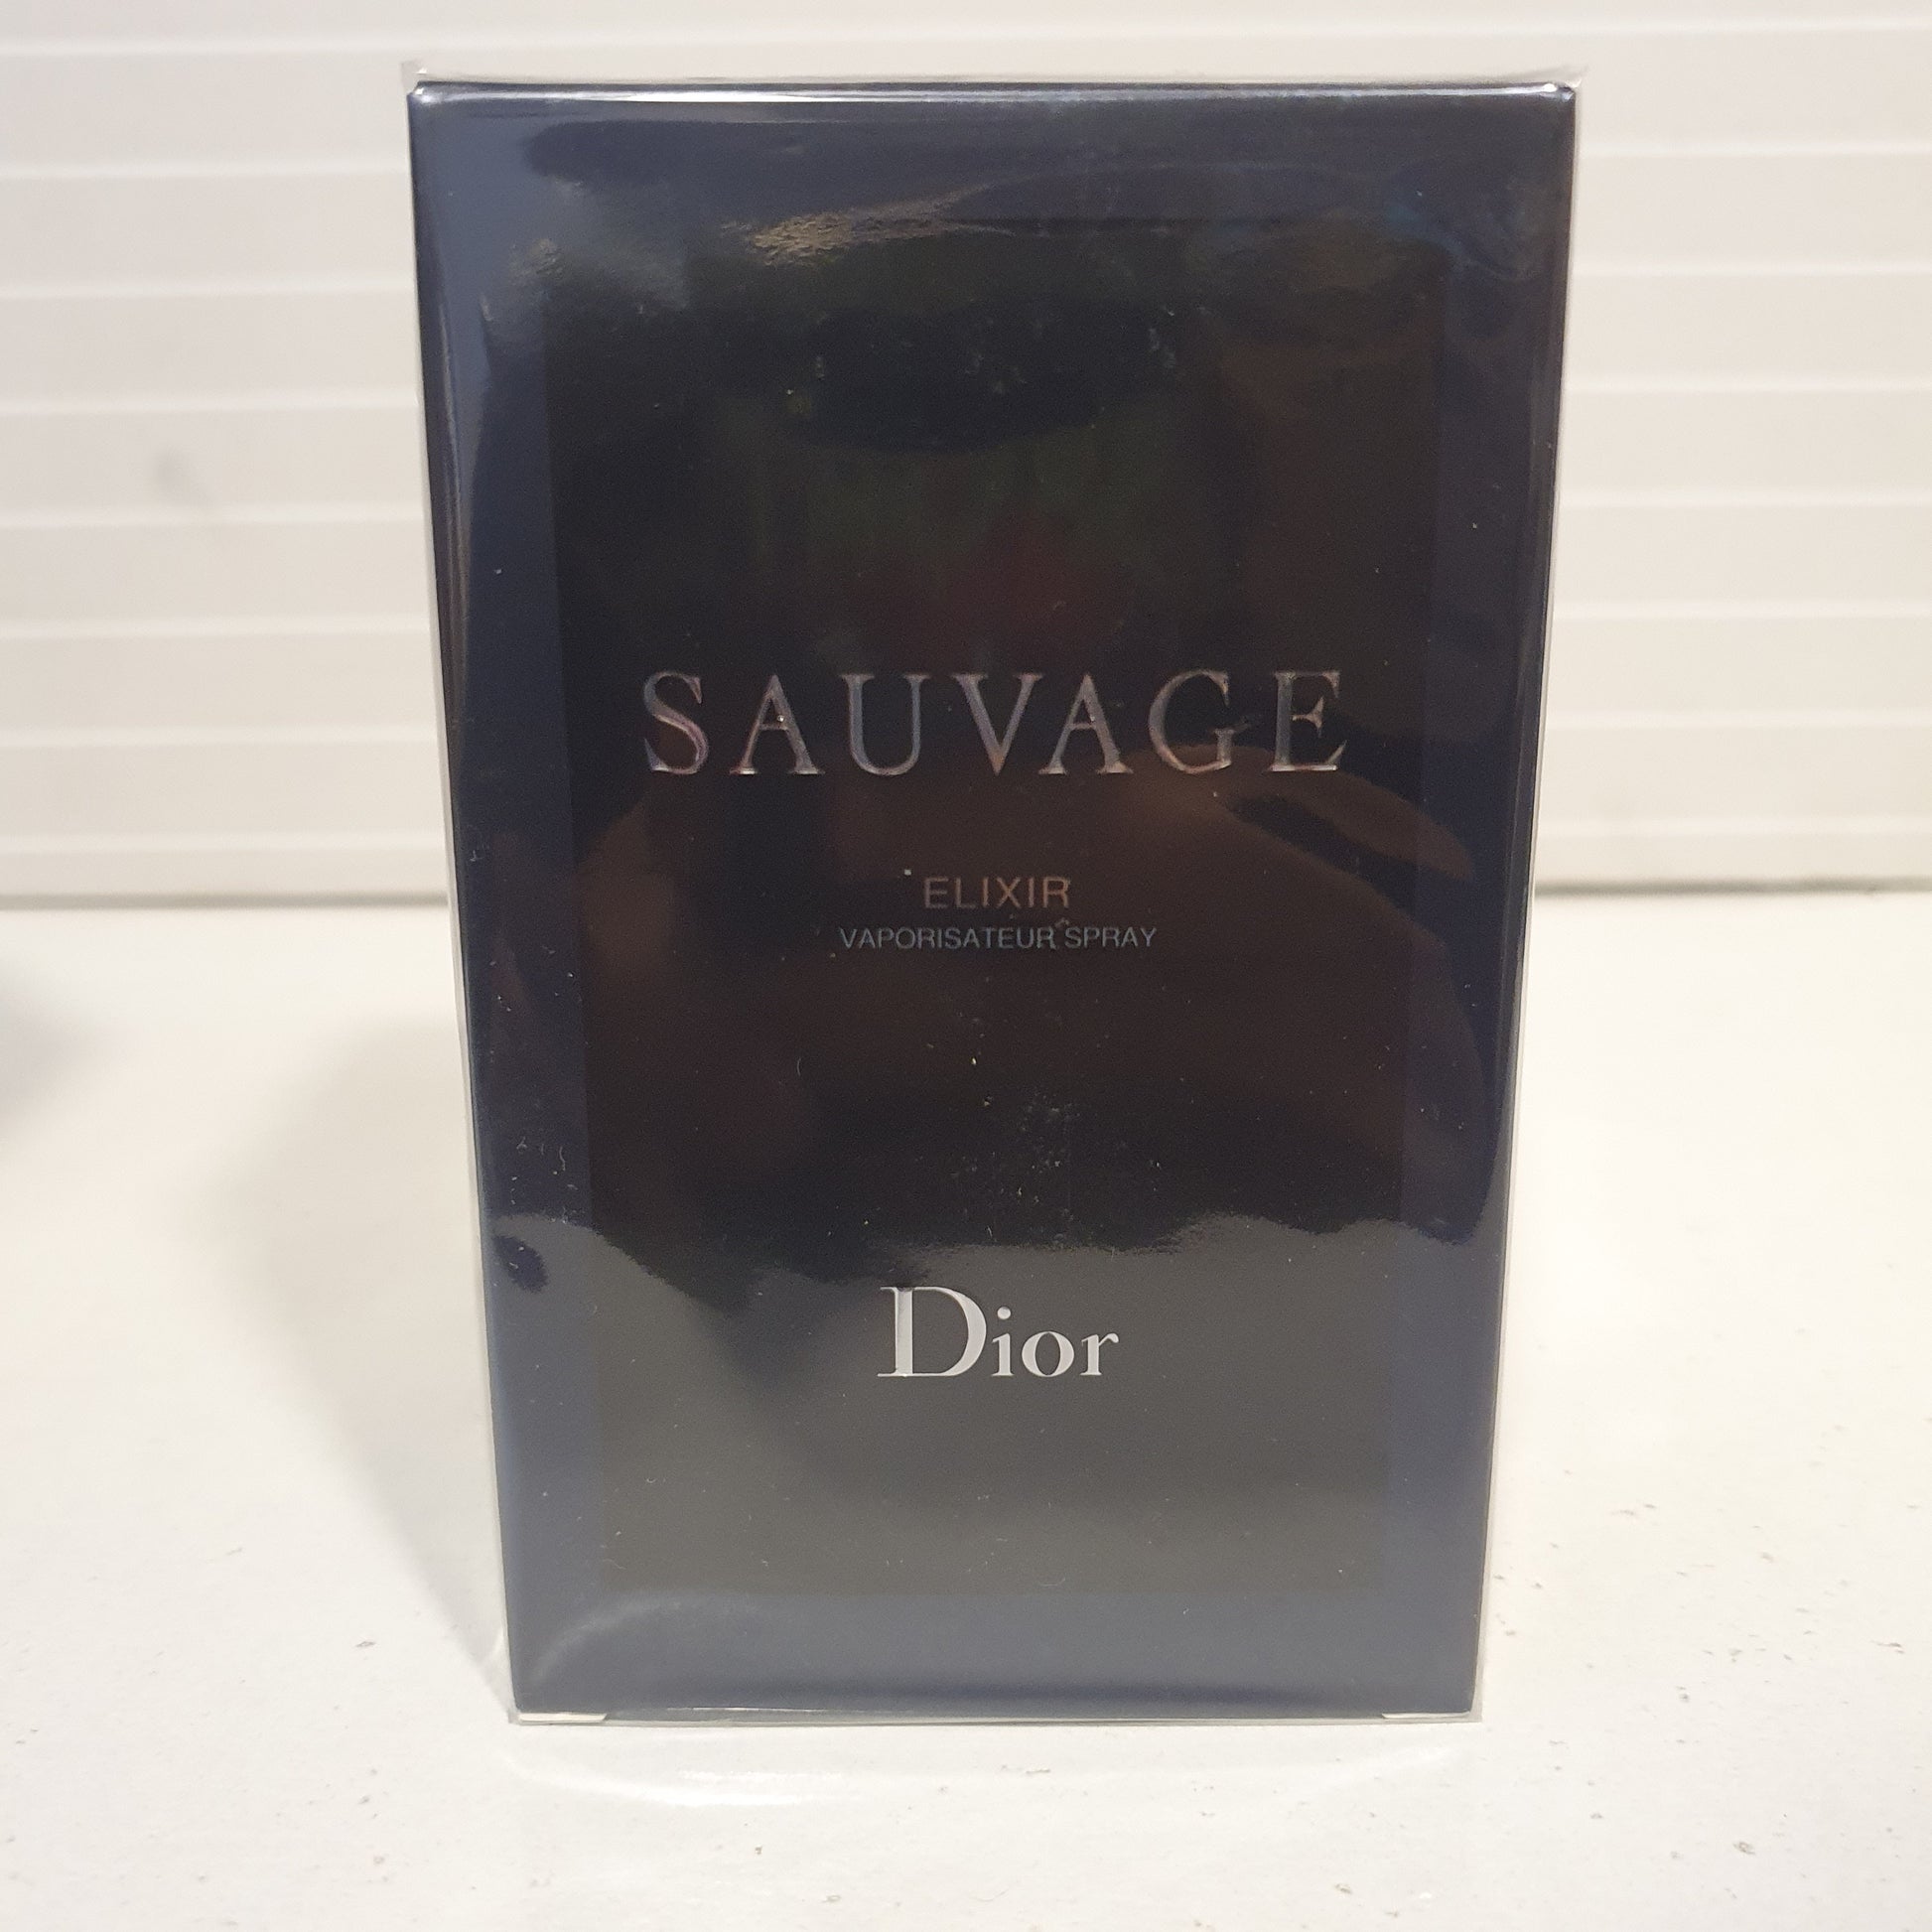 SAUVAGE
ELIXIR
VAPORISATEUR SPRAY
Dior